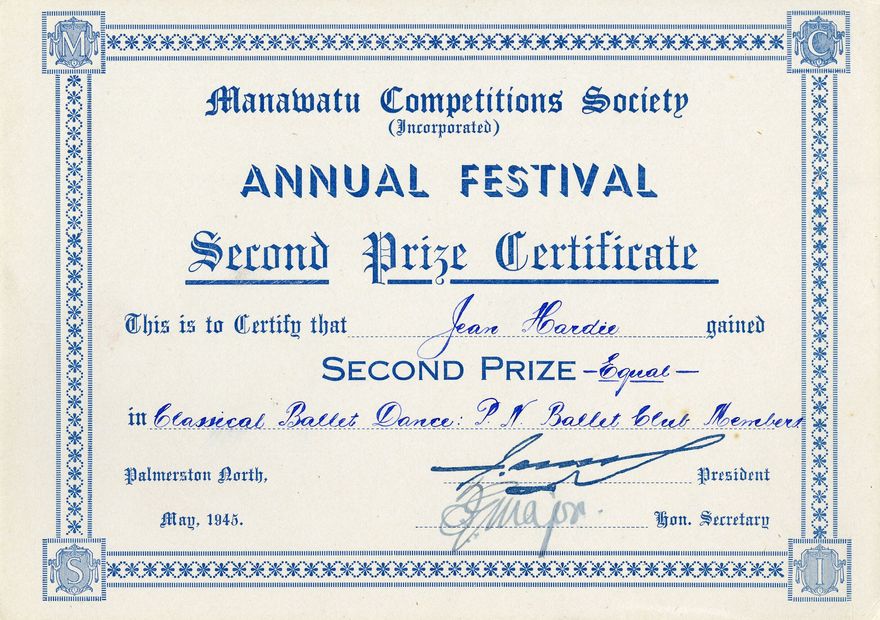 M C
Manawatu Competitions Society
(Incorporated)
ANNUAL FESTIVAL
Second Prize Certificate
This is to Certify that Jean Hardie gained
SECOND PRIZE - Equal -
in Classical Ballet Dance: P. N. Ballet Club Members
Palmerston North, President
May, 1945. Major. Hon. Secretary
S I